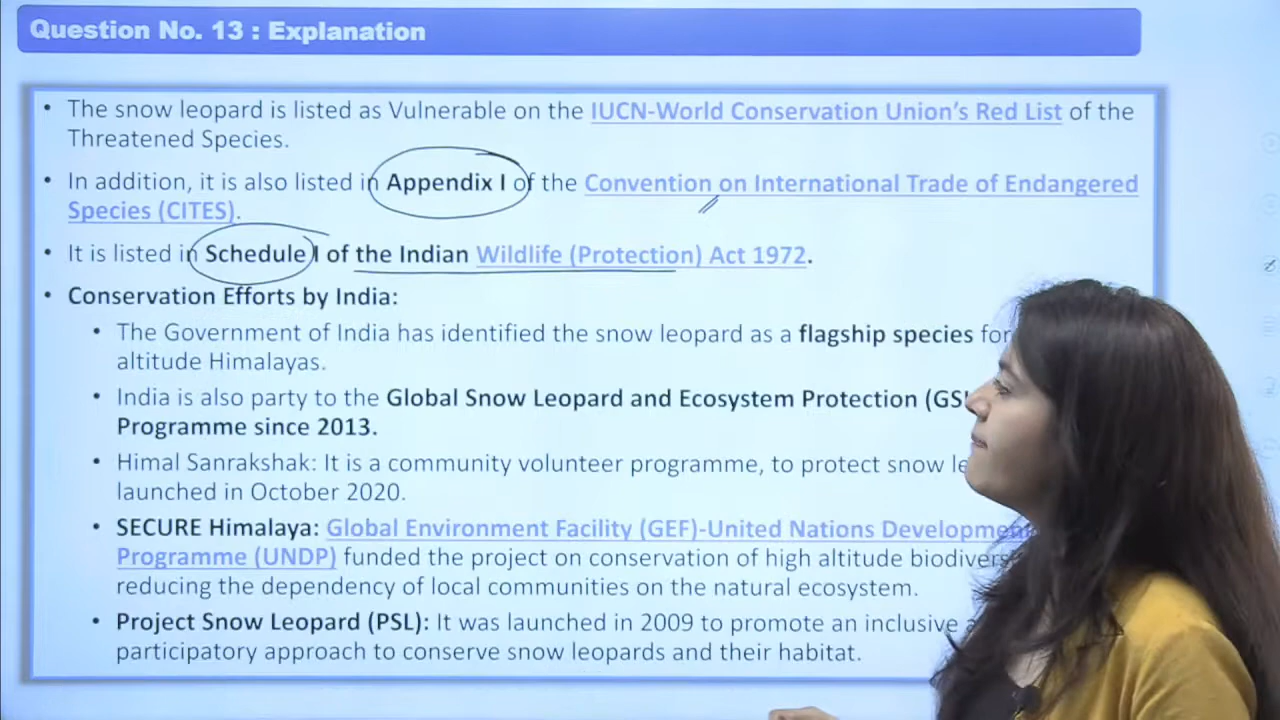 Question No. 13 : Explanation
• The snow leopard is listed as Vulnerable on the IUCN-World Conservation Union's Red List of the
Threatened Species.
• In addition, it is also listed in Appendix I of the Convention on International Trade of Endangered
Species (CITES).
• It is listed in Schedule I of the Indian Wildlife (Protection) Act 1972.
• Conservation Efforts by India:
• The Government of India has identified the snow leopard as a flagship species for
altitude Himalayas.
• India is also party to the Global Snow Leopard and Ecosystem Protection
Programme since 2013.
• Himal Sanrakshak: It is a community volunteer programme, to protect snow
launched in October 2020.
• SECURE Himalaya: Global Environment Facility (GEF)-United Nations Development
Programme (UNDP) funded the project on conservation of high altitude
reducing the dependency of local communities on the natural ecosystem.
• Project Snow Leopard (PSL): It was launched in 2009 to promote an inclusive
participatory approach to conserve snow leopards and their habitat.